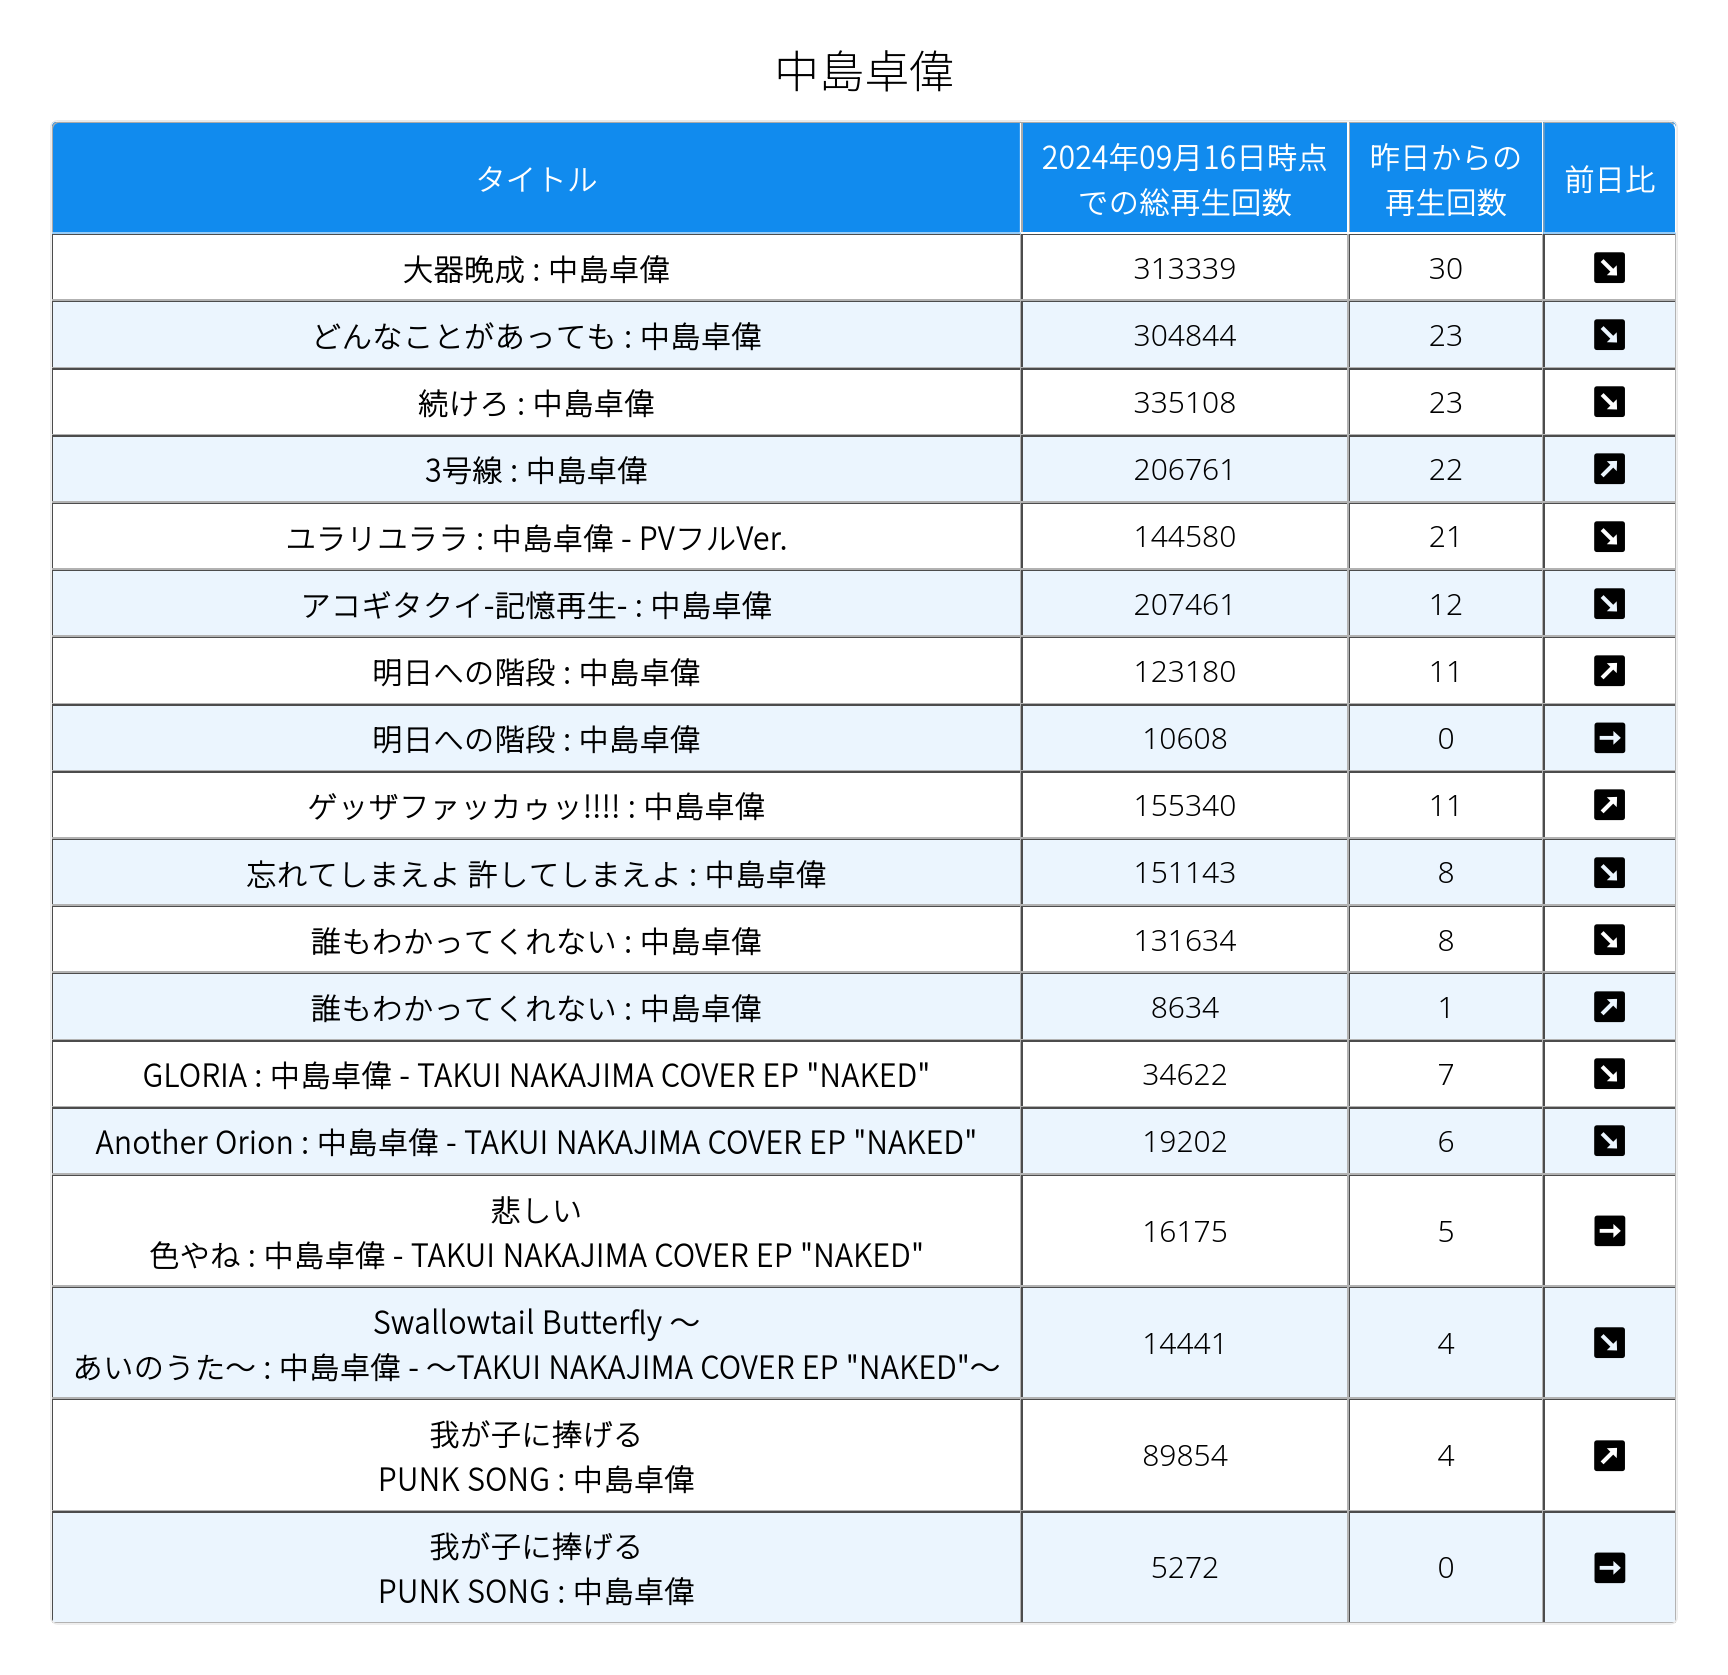 中島卓偉
タイトル
2024年09月16日時点
での総再生回数
昨日からの
再生回数
前日比
大器晩成 : 中島卓偉 313339 30 ↘
どんなことがあっても : 中島卓偉 304844 23 ↘
続けろ : 中島卓偉 335108 23 ↘
3号線 : 中島卓偉 206761 22 ↗
ユラリユララ : 中島卓偉 - PVフルVer. 144580 21 ↘
アコギタクイ-記憶再生- : 中島卓偉 207461 12 ↘
明日への階段 : 中島卓偉 123180 11 ↗
明日への階段 : 中島卓偉 10608 0 →
ゲッザファッカゥッ!!!! : 中島卓偉 155340 11 ↗
忘れてしまえよ 許してしまえよ : 中島卓偉 151143 8 ↘
誰もわかってくれない : 中島卓偉 131634 8 ↘
誰もわかってくれない : 中島卓偉 8634 1 ↗
GLORIA : 中島卓偉 - TAKUI NAKAJIMA COVER EP "NAKED" 34622 7 ↘
Another Orion : 中島卓偉 - TAKUI NAKAJIMA COVER EP "NAKED" 19202 6 ↘
悲しい
色やね : 中島卓偉 - TAKUI NAKAJIMA COVER EP "NAKED" 16175 5 →
Swallowtail Butterfly ～
あいのうた～ : 中島卓偉 - ～TAKUI NAKAJIMA COVER EP "NAKED"～ 14441 4 ↘
我が子に捧げる
PUNK SONG : 中島卓偉 89854 4 ↗
我が子に捧げる
PUNK SONG : 中島卓偉 5272 0 →